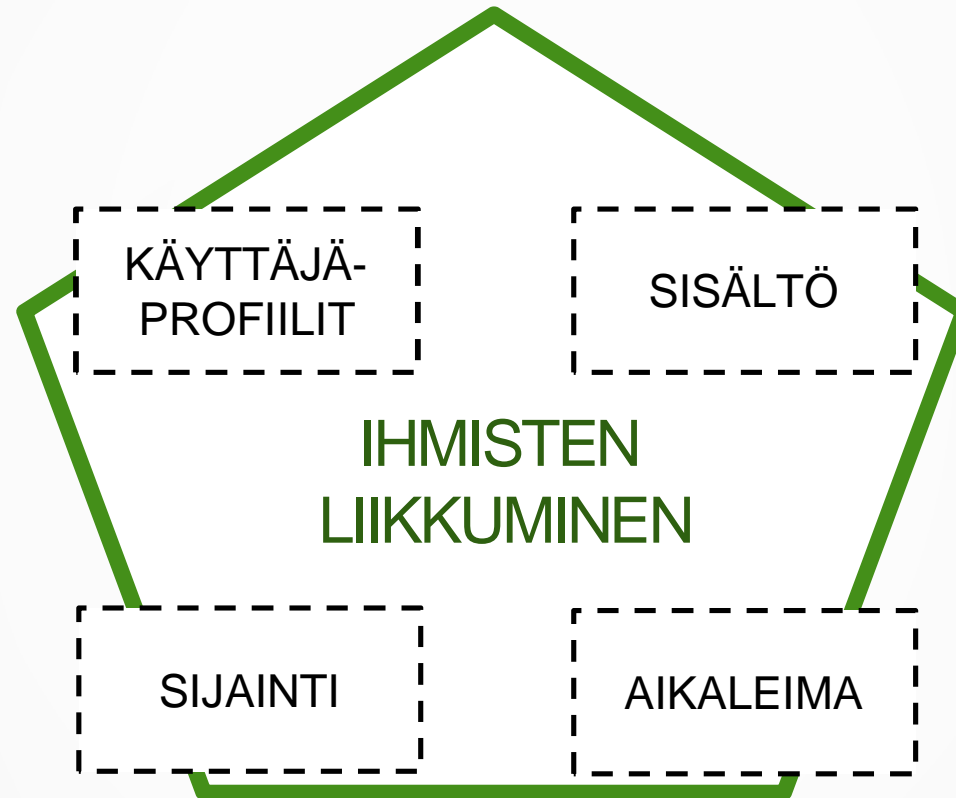 KÄYTTÄJÄ-
PROFIILIT
SISÄLTÖ
IHMISTEN
LIIKKUMINEN
SIJAINTI
AIKALEIMA